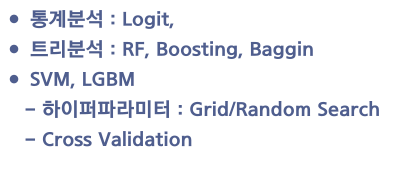 • 통계분석 : Logit,
• 트리분석 : RF, Boosting, Baggin
• SVM, LGBM
– 하이퍼파라미터 : Grid/Random Search
– Cross Validation